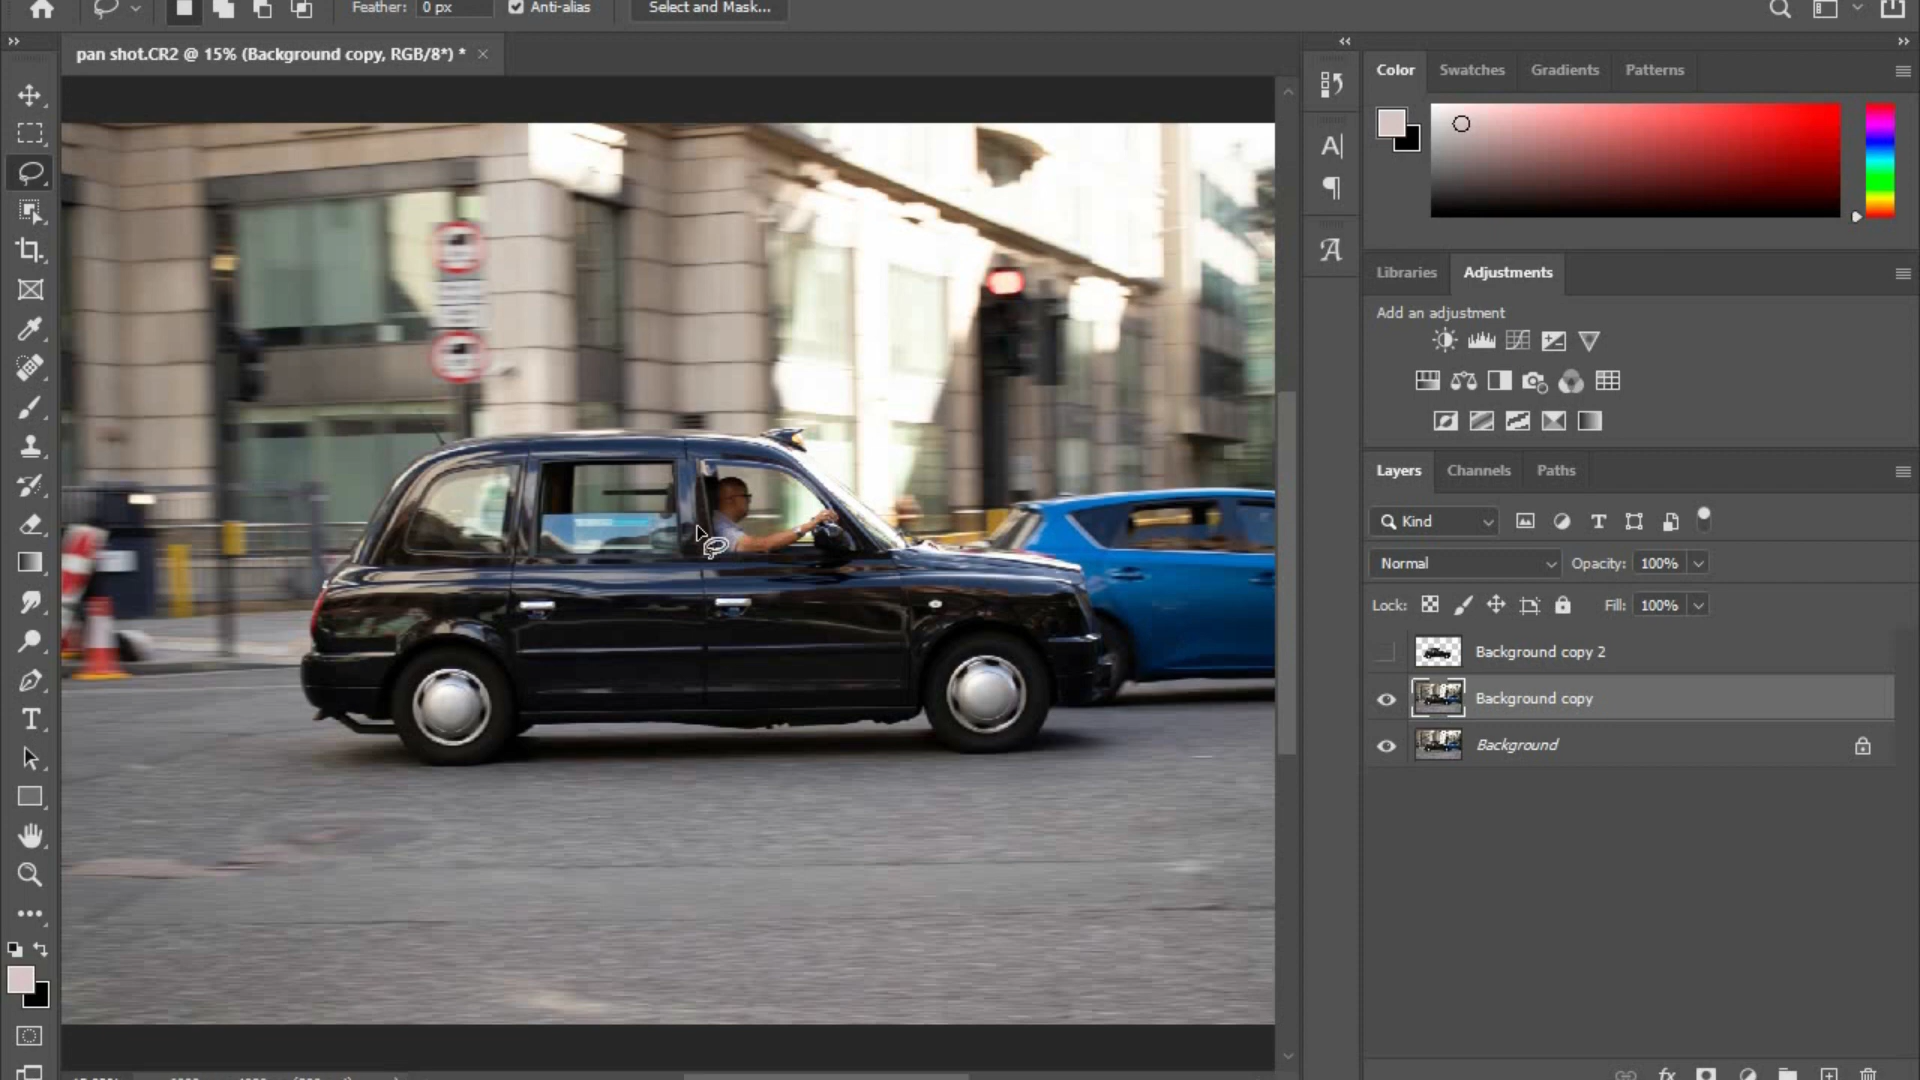 Feather: 0 px Anti-alias Select and Mask...
pan shot.CR2 @ 15% (Background copy, RGB/8*) *
Color Swatches Gradients Patterns
Libraries Adjustments
Add an adjustment
Layers Channels Paths
Kind
Normal Opacity: 100%
Lock: Fill: 100%
Background copy 2
Background copy
Background